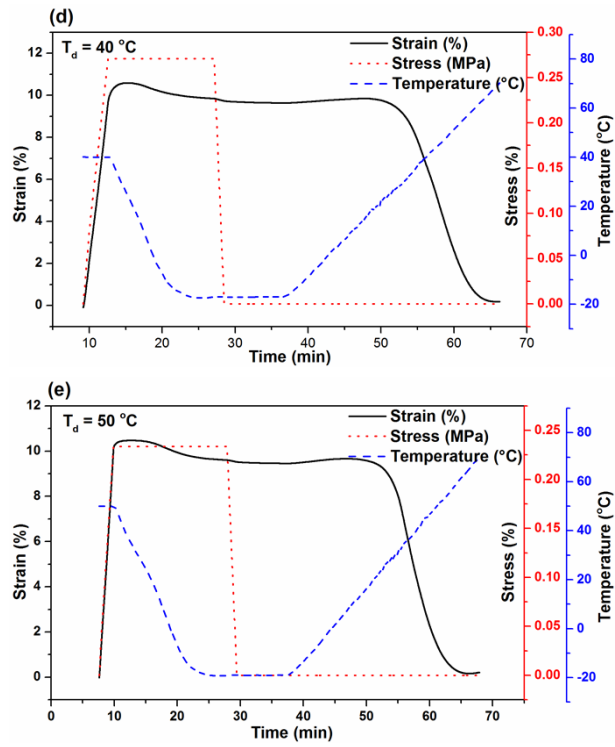 (d)
T_d = 40 °C
Strain (%)
Stress (MPa)
Temperature (°C)
12
10
8
6
4
2
0
Strain (%)
0.30
0.25
0.20
0.15
0.10
0.05
0.00
Stress (%)
80
60
40
20
0
-20
Temperature (°C)
10 20 30 40 50 60 70
Time (min)
(e)
T_d = 50 °C
Strain (%)
Stress (MPa)
Temperature (°C)
12
10
8
6
4
2
0
Strain (%)
0.25
0.20
0.15
0.10
0.05
0.00
Stress (%)
80
60
40
20
0
-20
Temperature (°C)
0 10 20 30 40 50 60 70
Time (min)